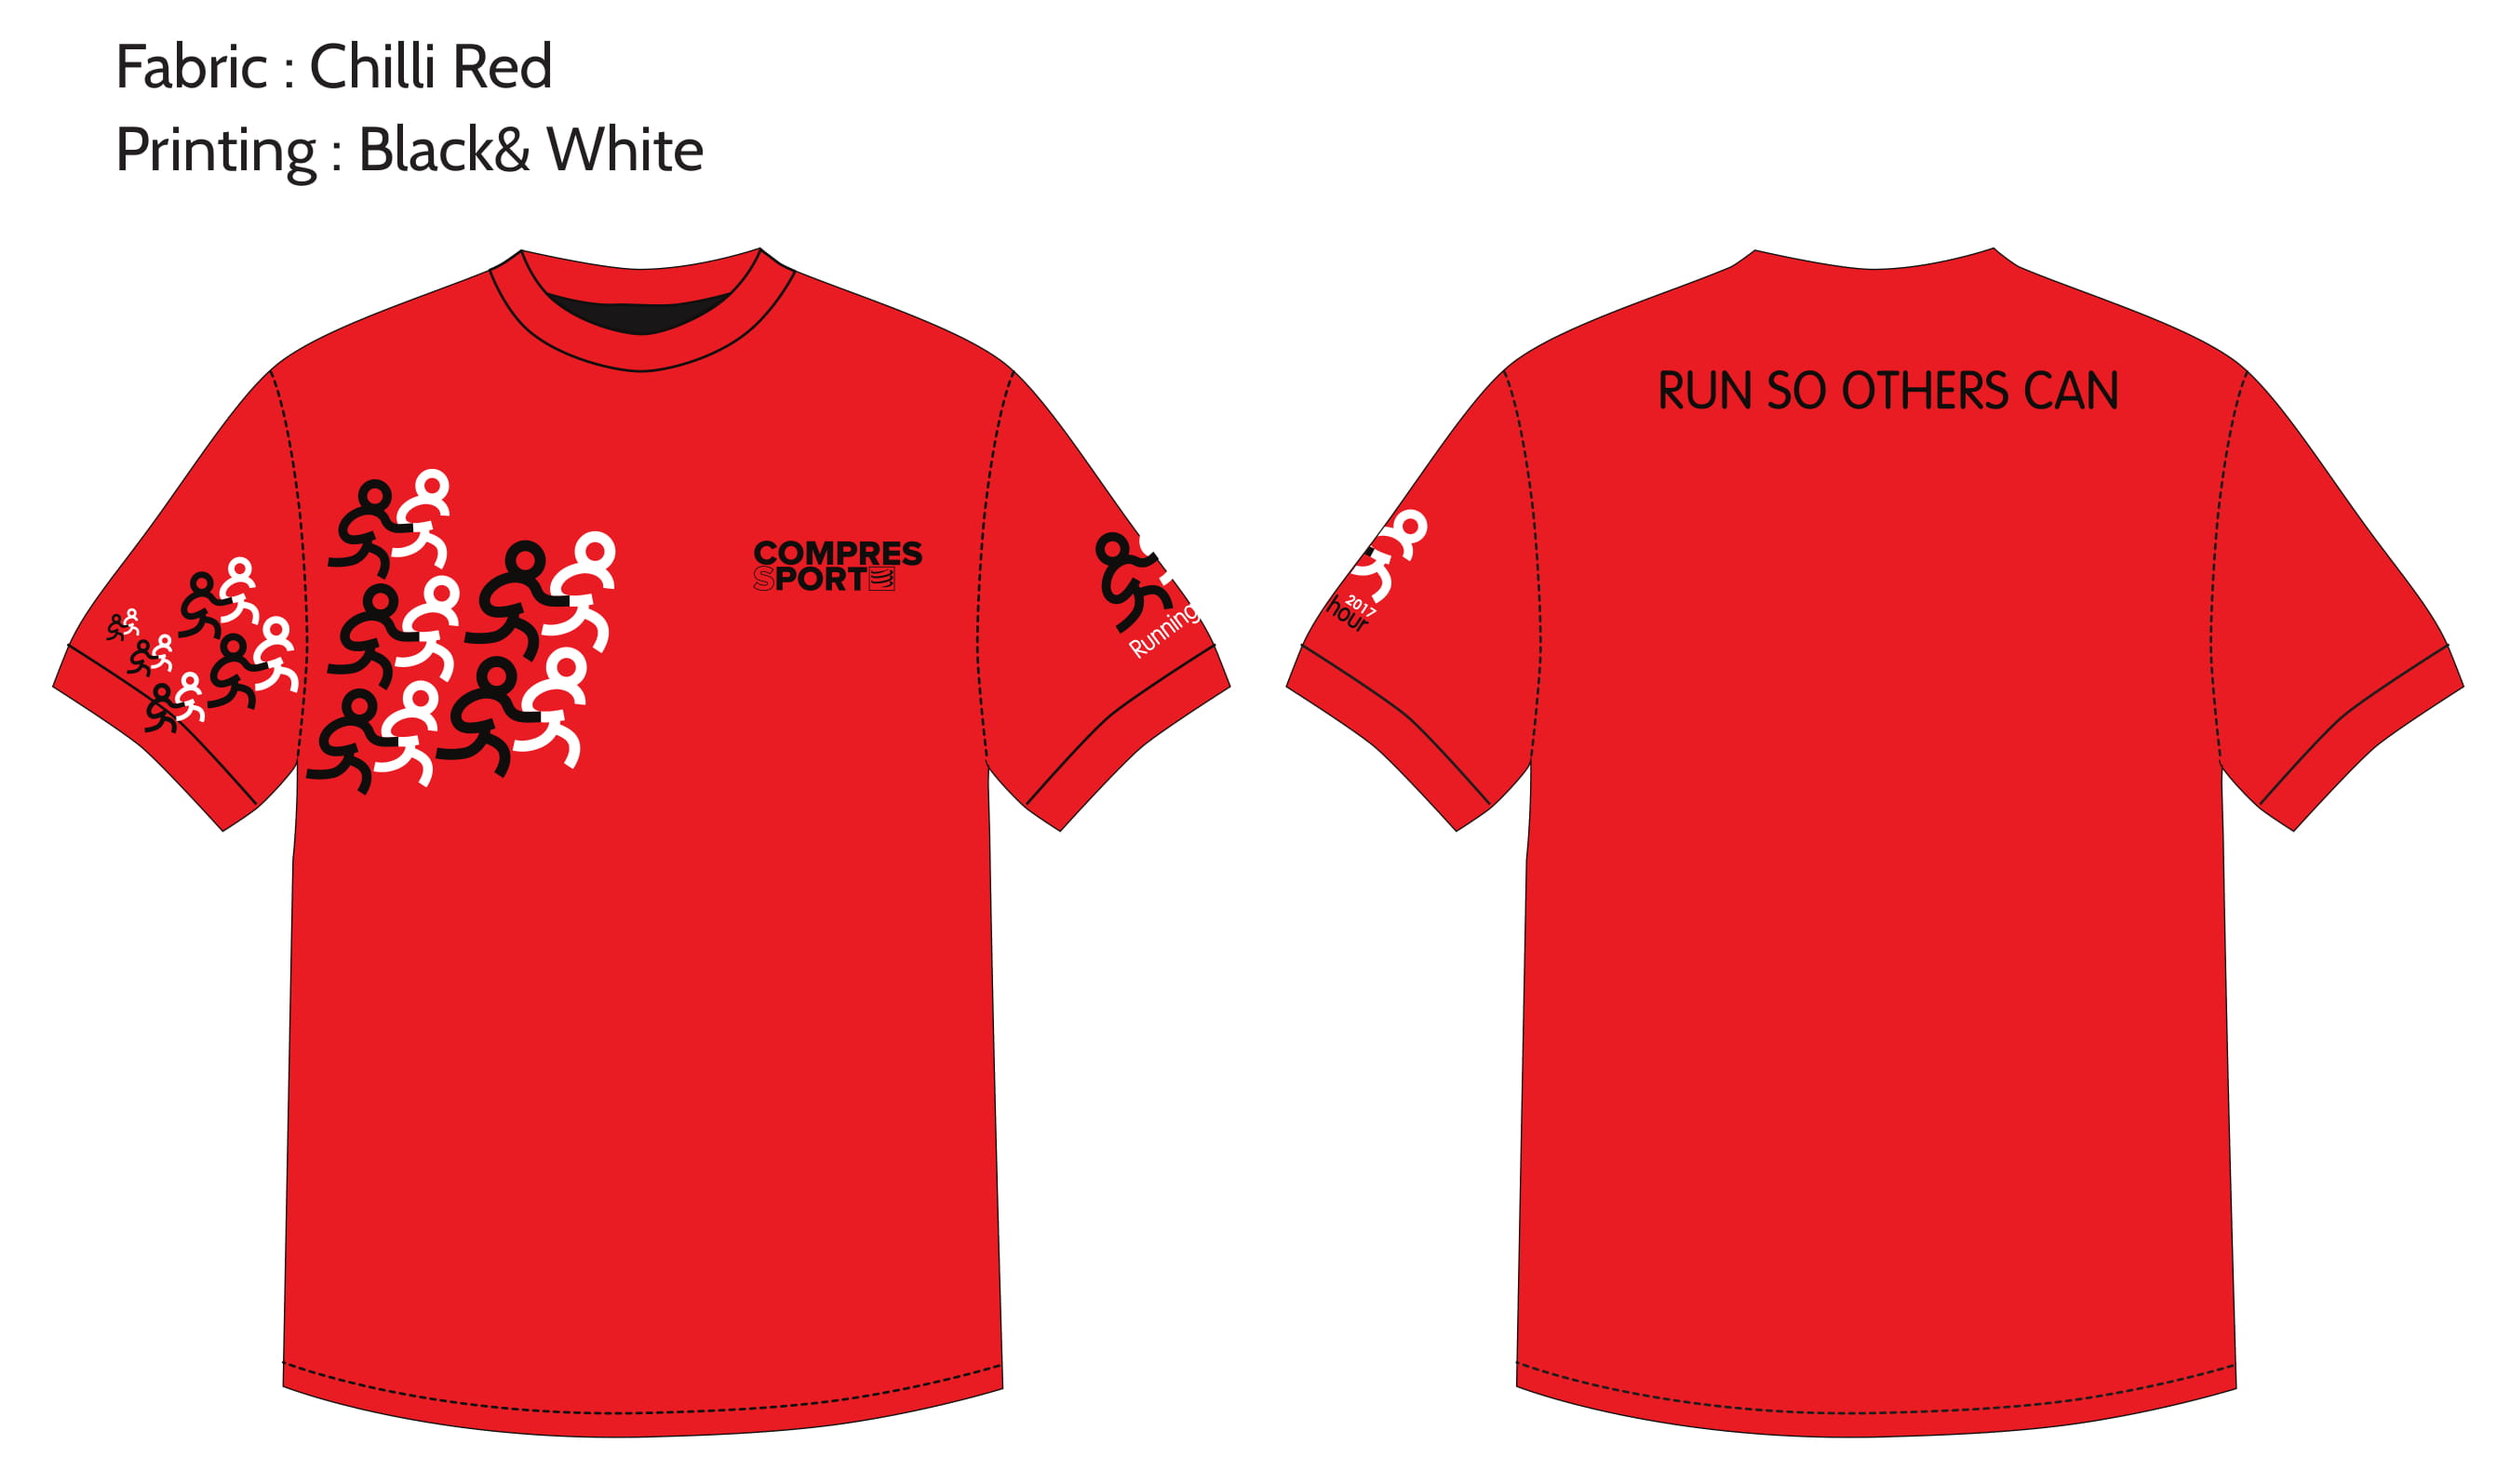 Fabric : Chilli Red
Printing : Black& White
COMPRES
SPORT
Running
RUN SO OTHERS CAN
2017
hour